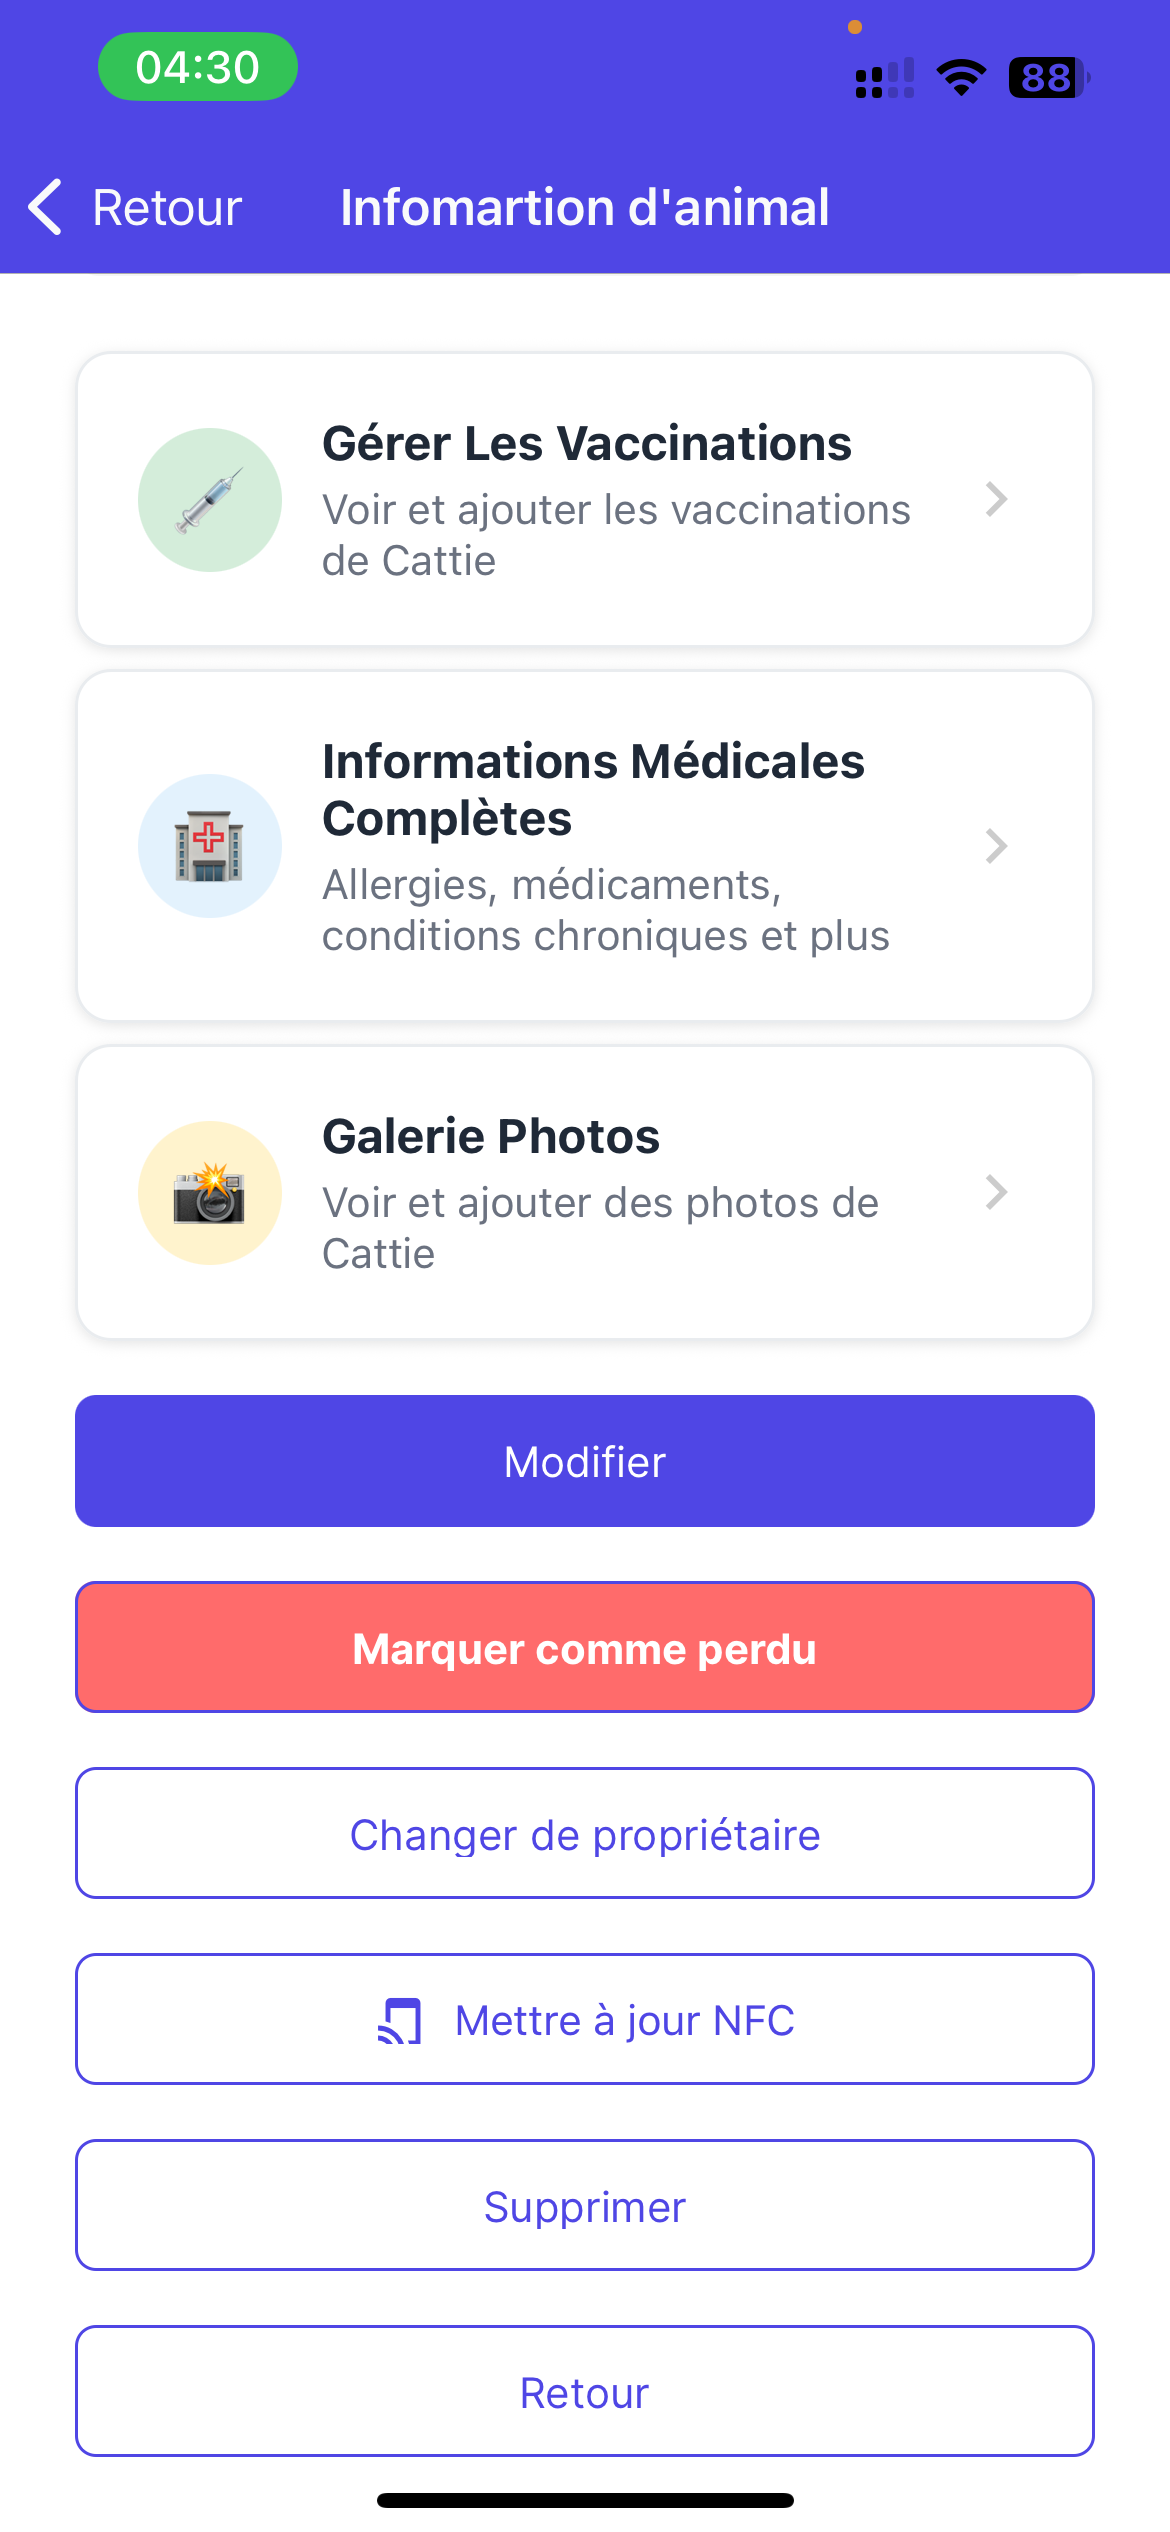 04:30
88
Retour
Infomartion d'animal
Gérer Les Vaccinations
Voir et ajouter les vaccinations
de Cattie
Informations Médicales
Complètes
Allergies, médicaments,
conditions chroniques et plus
Galerie Photos
Voir et ajouter des photos de
Cattie
Modifier
Marquer comme perdu
Changer de propriétaire
Mettre à jour NFC
Supprimer
Retour